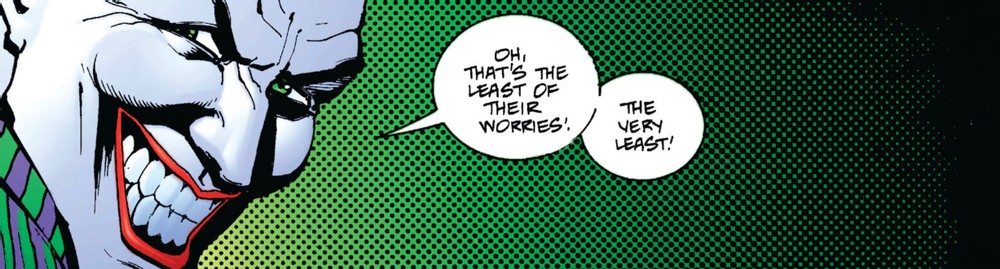 OH,
THAT'S THE
LEAST OF
THEIR
WORRIES!
THE
VERY
LEAST!